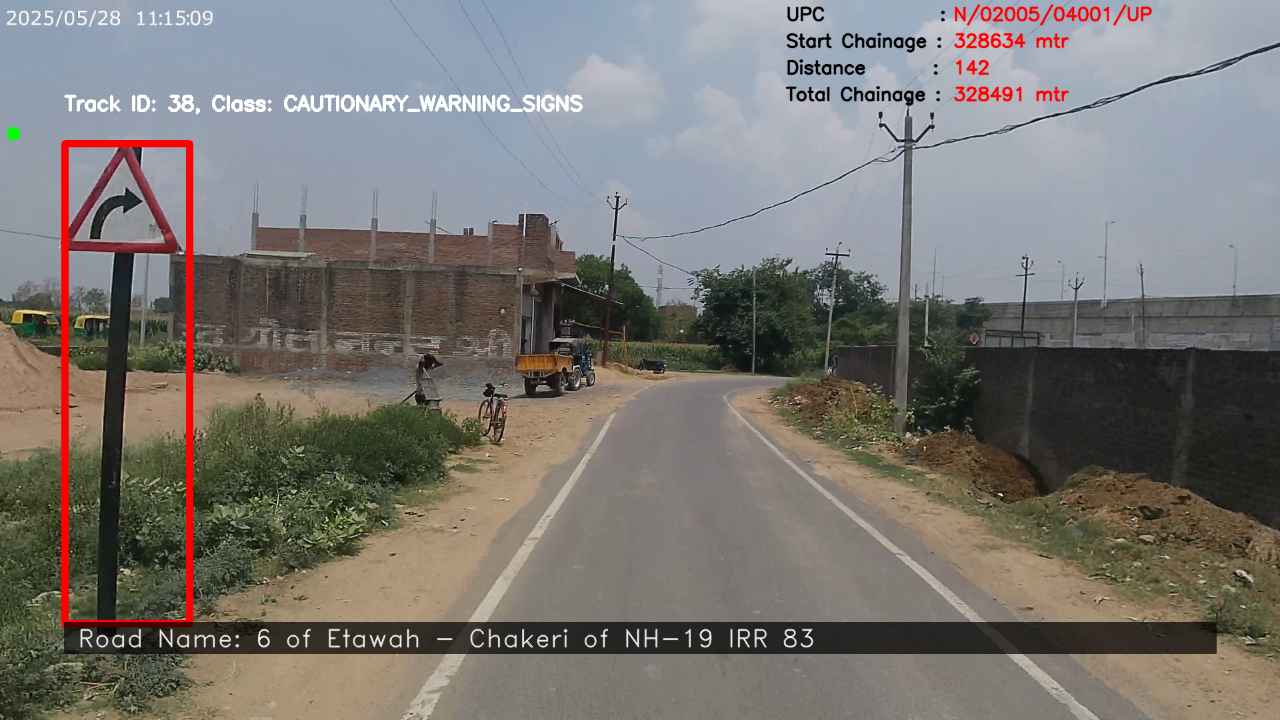 2025/05/28 11:15:09
UPC : N/02005/04001/UP
Start Chainage : 328634 mtr
Distance : 142
Total Chainage : 328491 mtr
Track ID: 38, Class: CAUTIONARY_WARNING_SIGNS
Road Name: 6 of Etawah - Chakeri of NH-19 IRR 83